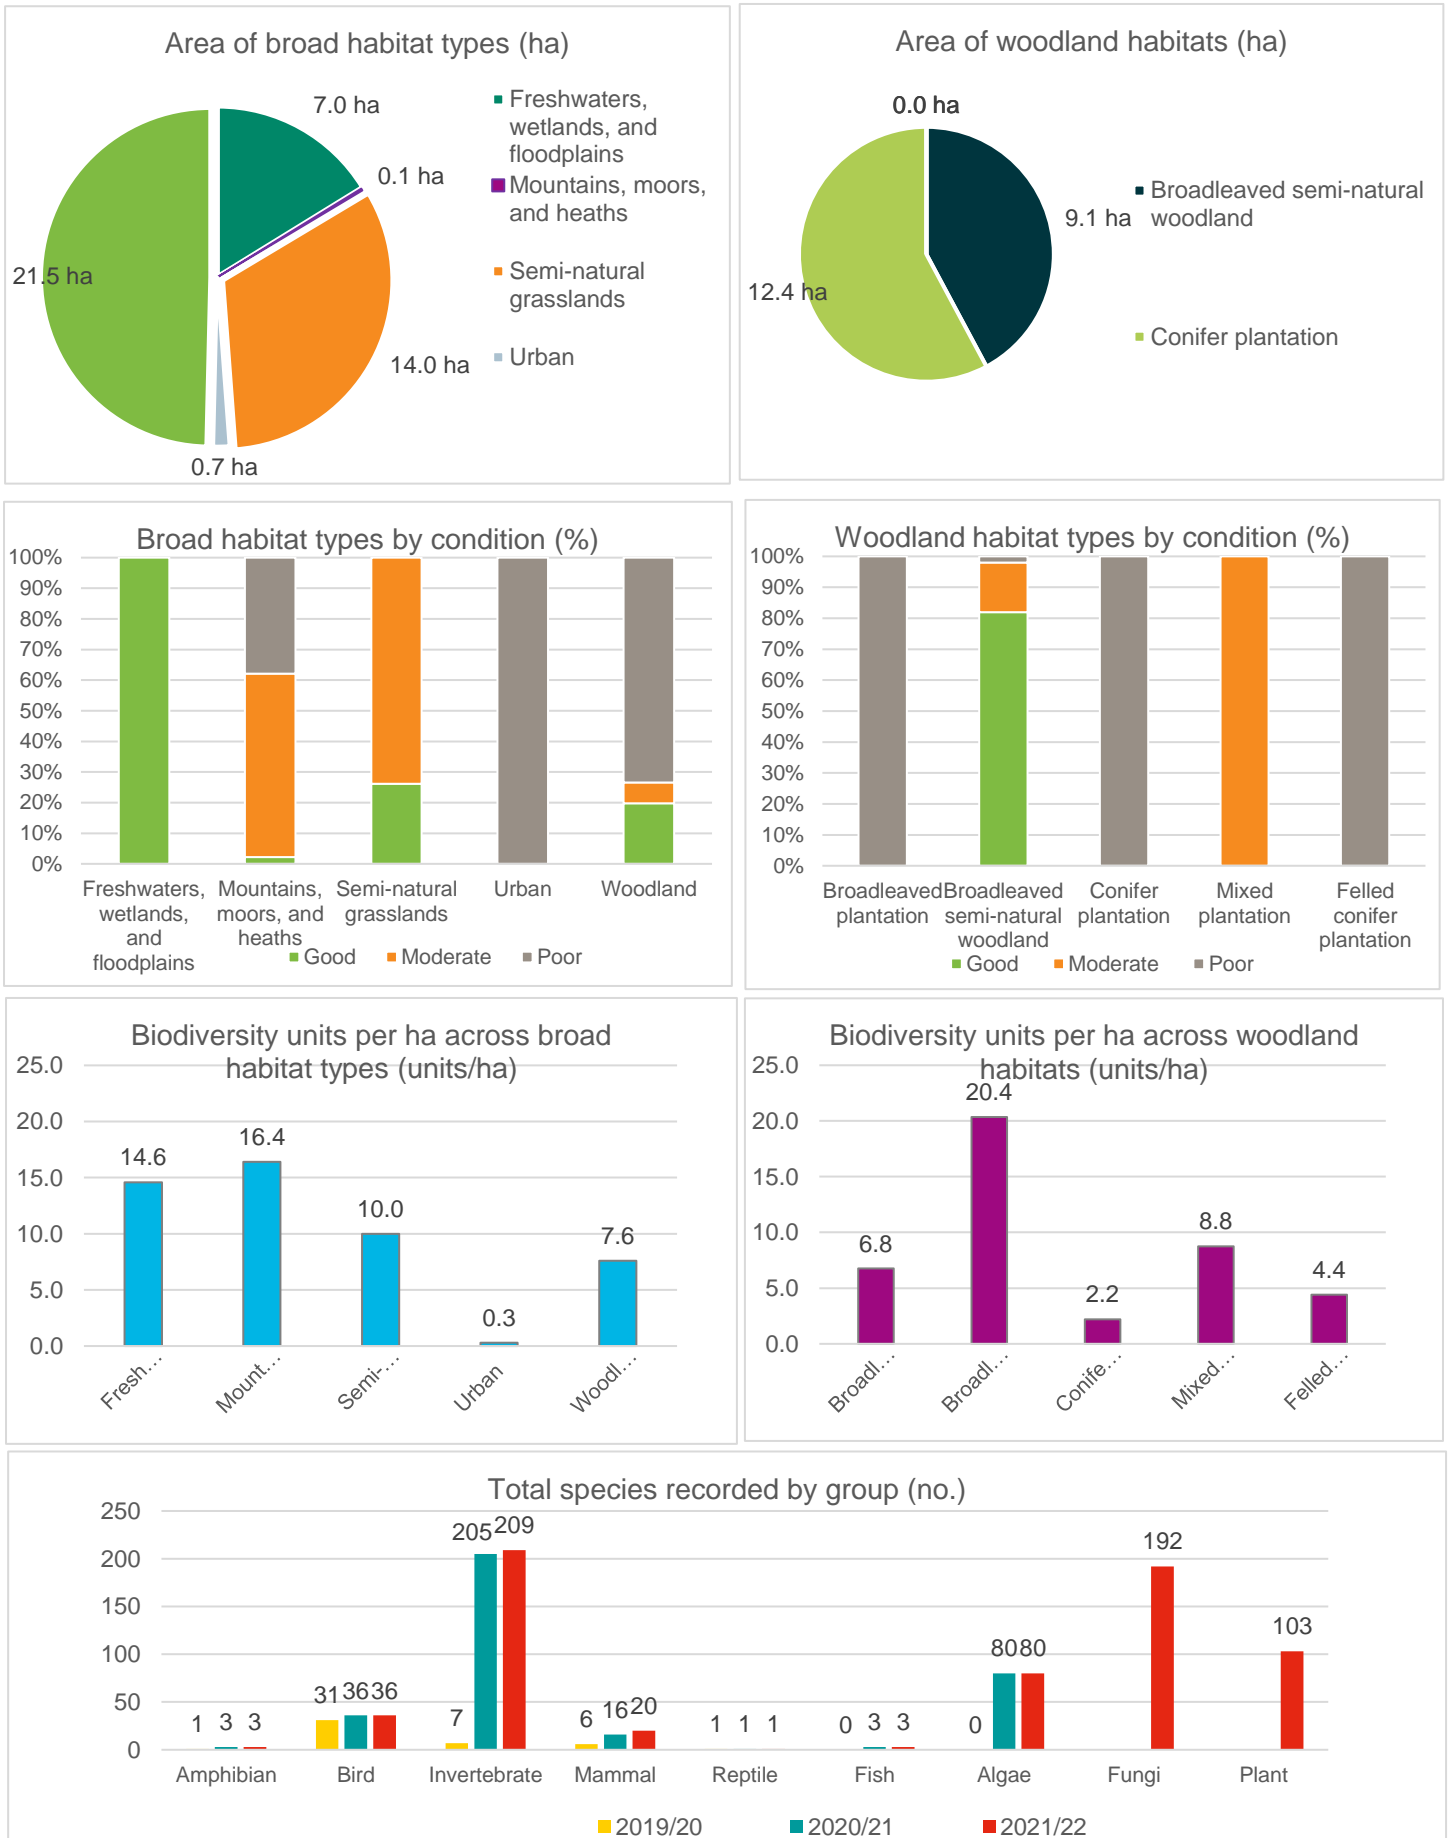 Area of broad habitat types (ha)
7.0 ha
0.1 ha
21.5 ha
14.0 ha
0.7 ha
Freshwaters,
wetlands, and
floodplains
Mountains, moors,
and heaths
Semi-natural
grasslands
Urban
Area of woodland habitats (ha)
0.0 ha
9.1 ha
12.4 ha
Broadleaved semi-natural
woodland
Conifer plantation
Broad habitat types by condition (%)
100%
90%
80%
70%
60%
50%
40%
30%
20%
10%
0%
Freshwaters,
wetlands,
and
floodplains
Mountains,
moors, and
heaths
Semi-natural
grasslands
Urban
Woodland
Good
Moderate
Poor
Woodland habitat types by condition (%)
100%
90%
80%
70%
60%
50%
40%
30%
20%
10%
0%
Broadleaved
plantation
Broadleaved
semi-natural
woodland
Conifer
plantation
Mixed
plantation
Felled
conifer
plantation
Good
Moderate
Poor
Biodiversity units per ha across broad
habitat types (units/ha)
25.0
20.0
15.0
10.0
5.0
0.0
14.6
16.4
10.0
0.3
7.6
Fresh...
Mount...
Semi-...
Urban
Woodl...
Biodiversity units per ha across woodland
habitats (units/ha)
25.0
20.0
15.0
10.0
5.0
0.0
6.8
20.4
2.2
8.8
4.4
Broadl...
Broadl...
Conife...
Mixed...
Felled...
Total species recorded by group (no.)
250
200
150
100
50
0
1 3 3
31 36 36
7 205 209
6 16 20
1 1 1
0 3 3
0 80 80
192
103
Amphibian
Bird
Invertebrate
Mammal
Reptile
Fish
Algae
Fungi
Plant
2019/20
2020/21
2021/22